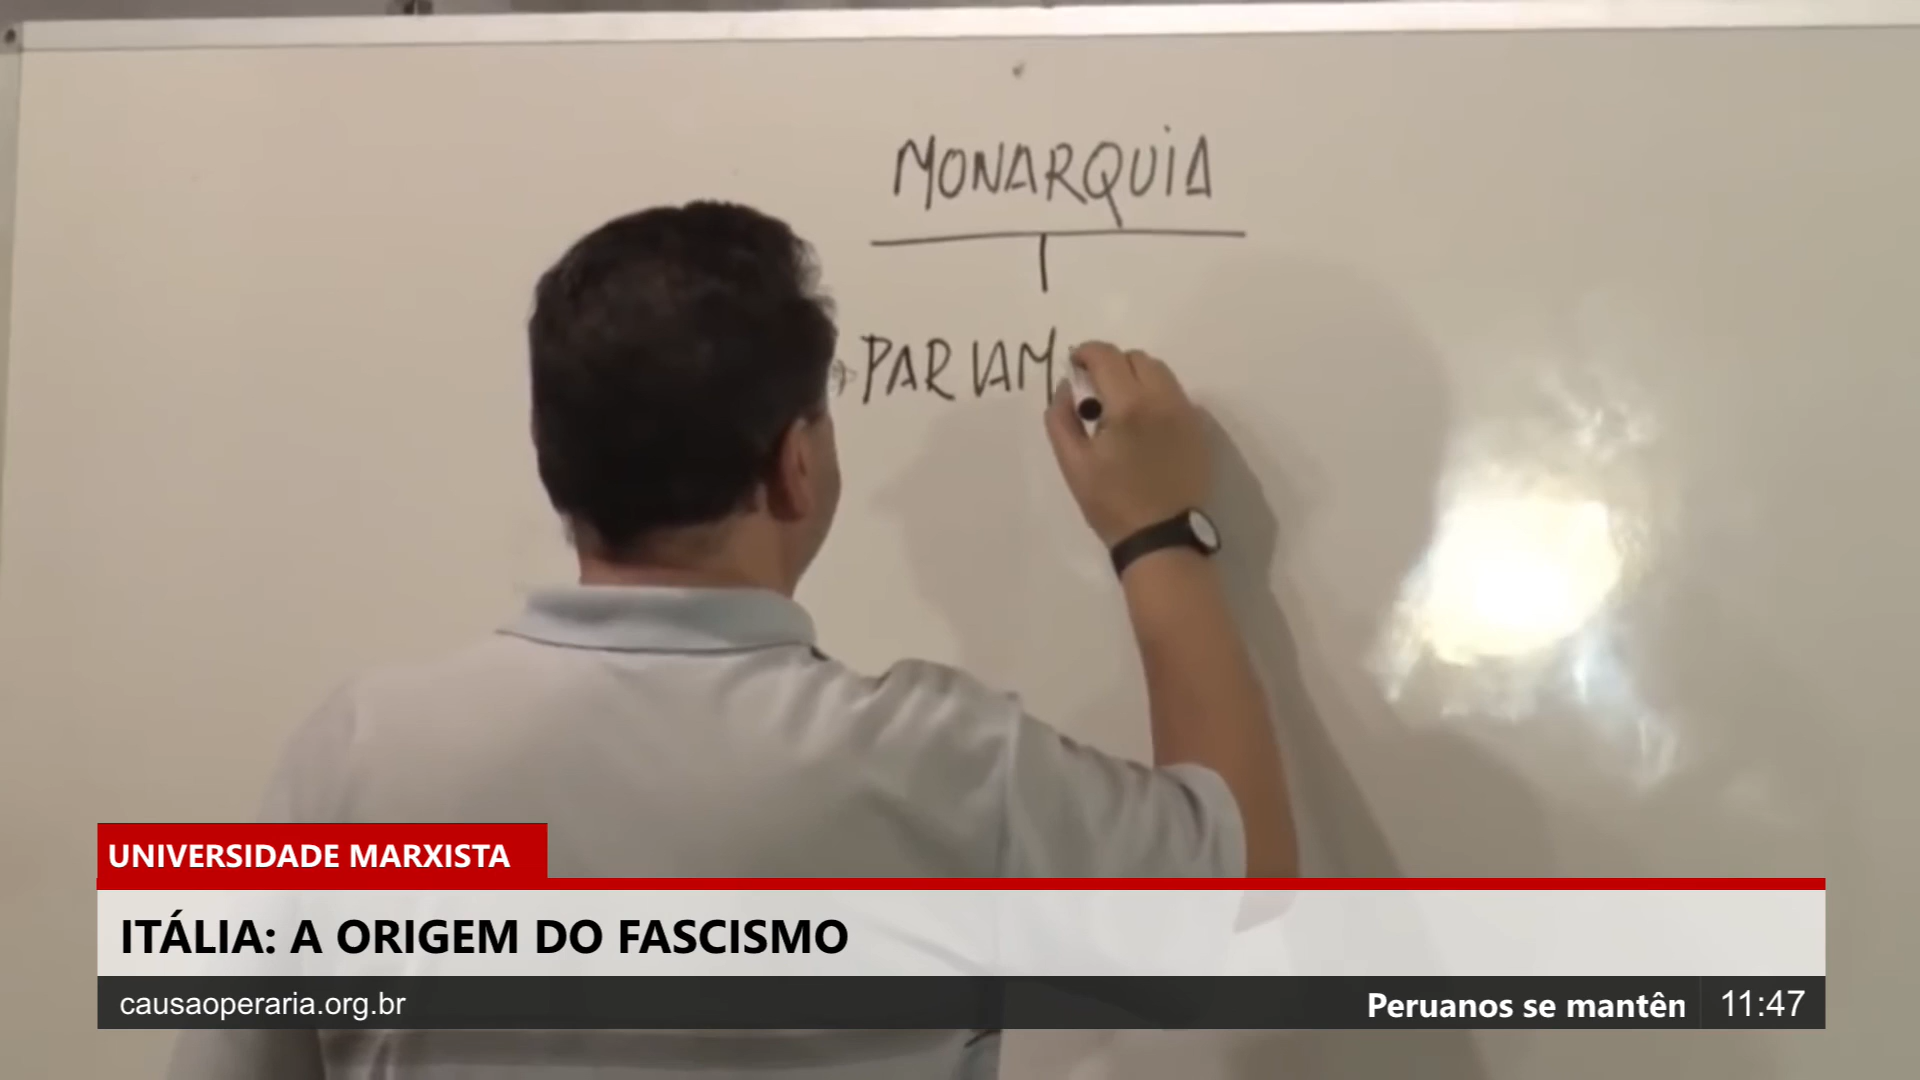 MONARQUIA
PARLAM
UNIVERSIDADE MARXISTA
ITÁLIA: A ORIGEM DO FASCISMO
causaoperaria.org.br
Peruanos se mantên
11:47